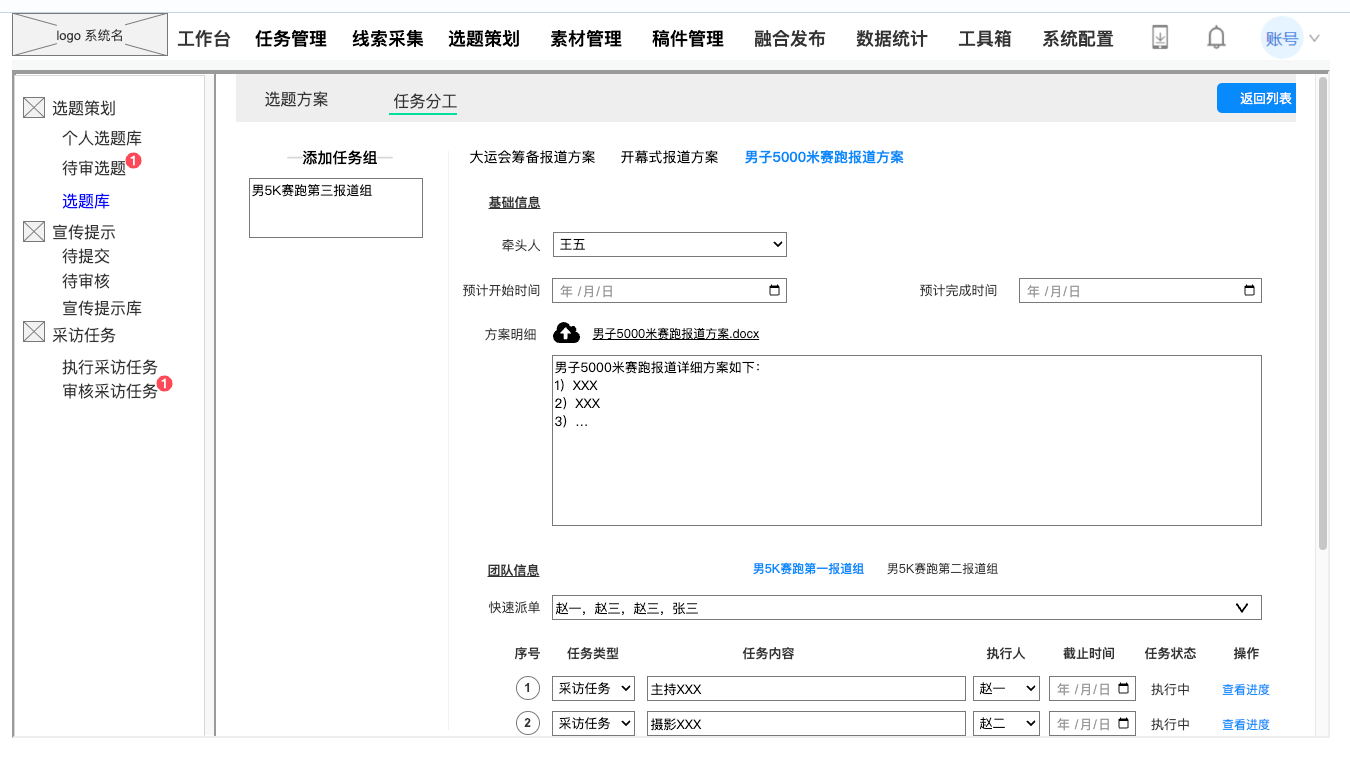 logo 系统名
工作台 任务管理 线索采集 选题策划 素材管理 稿件管理 融合发布 数据统计 工具箱 系统配置 账号
选题策划
个人选题库
待审选题 1
选题库
宣传提示
待提交
待审核
宣传提示库
采访任务
执行采访任务
审核采访任务 1
选题方案 任务分工 返回列表
添加任务组
男5K赛跑第三报道组
大运会筹备报道方案 开幕式报道方案 男子5000米赛跑报道方案
基础信息
牵头人 王五
预计开始时间 年 /月/日 预计完成时间 年 /月/日
方案明细 男子5000米赛跑报道方案.docx
男子5000米赛跑报道详细方案如下：
1）XXX
2）XXX
3）...
团队信息 男5K赛跑第一报道组 男5K赛跑第二报道组
快速派单 赵一，赵三，赵三，张三
序号 任务类型 任务内容 执行人 截止时间 任务状态 操作
1 采访任务 主持XXX 赵一 年 /月/日 执行中 查看进度
2 采访任务 摄影XXX 赵二 年 /月/日 执行中 查看进度